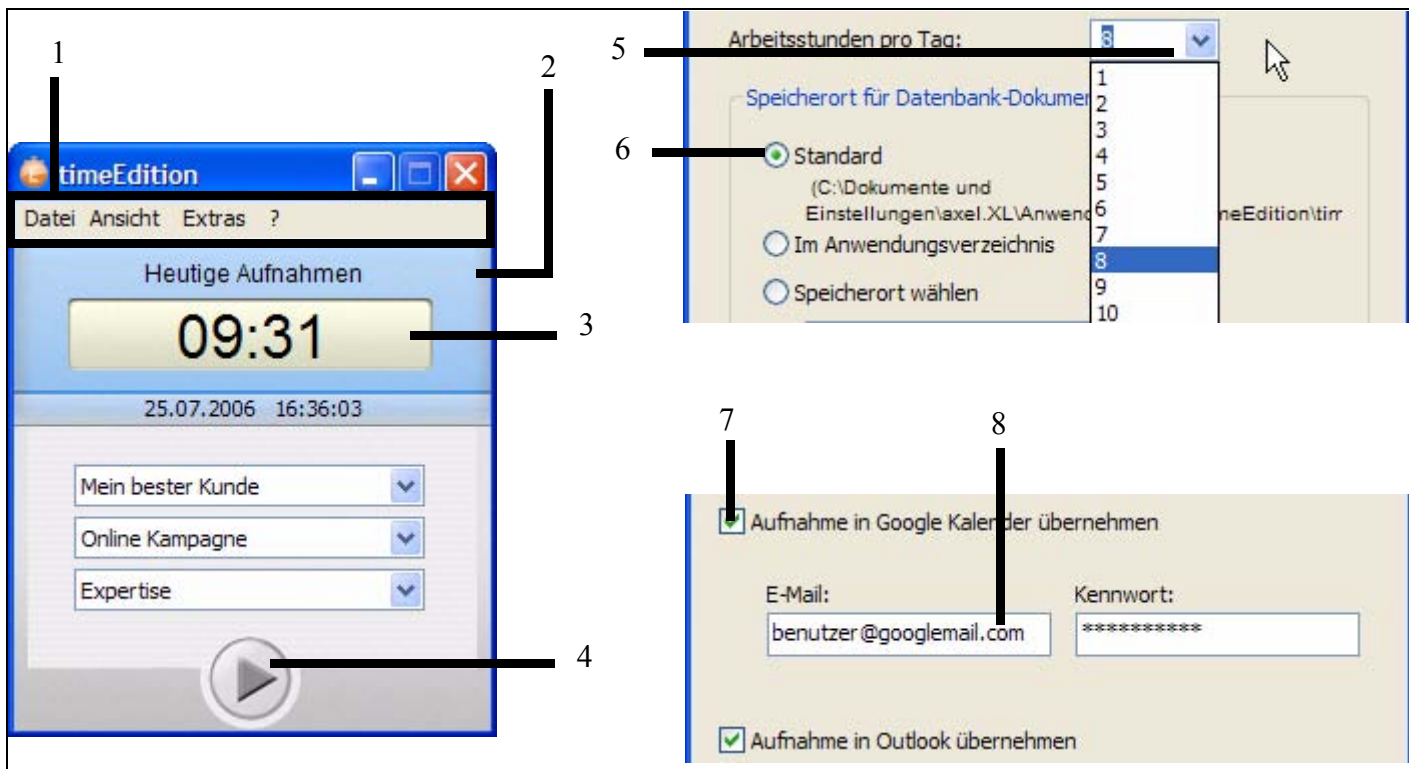 1
2
timeEdition
Datei Ansicht Extras ?
Heutige Aufnahmen
09:31
3
25.07.2006 16:36:03
Mein bester Kunde
Online Kampagne
Expertise
4
5
Arbeitsstunden pro Tag:
8
1
2
3
4
5
6
7
8
9
10
Speicherort für Datenbank-Dokumen
6
Standard
(C:\Dokumente und
Einstellungen\axel.XL\Anwend
meEdition\tim
Im Anwendungsverzeichnis
Speicherort wählen
7
8
Aufnahme in Google Kalender übernehmen
E-Mail: Kennwort:
benutzer@googlemail.com **********
Aufnahme in Outlook übernehmen